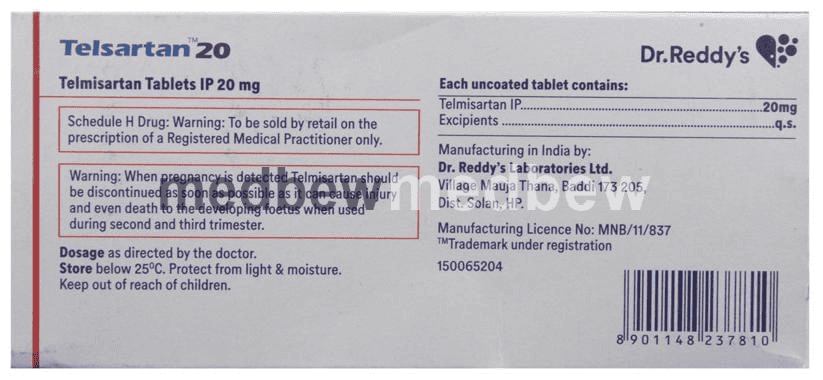 Telsartan™20
Telmisartan Tablets IP 20 mg
Schedule H Drug: Warning: To be sold by retail on the
prescription of a Registered Medical Practitioner only.
Warning: When pregnancy is detected Telmisartan should
be discontinued as soon as possible as it can cause injury
and even death to the developing foetus when used
during second and third trimester.
Dosage as directed by the doctor.
Store below 25°C. Protect from light & moisture.
Keep out of reach of children.
Dr.Reddy's
Each uncoated tablet contains:
Telmisartan IP..........................................................20mg
Excipients ................................................................q.s.
Manufacturing in India by:
Dr. Reddy's Laboratories Ltd.
Village Mauja Thana, Baddi 173 205,
Dist. Solan, HP.
Manufacturing Licence No: MNB/11/837
™Trademark under registration
150065204
8 901148 237810
medbew medbew